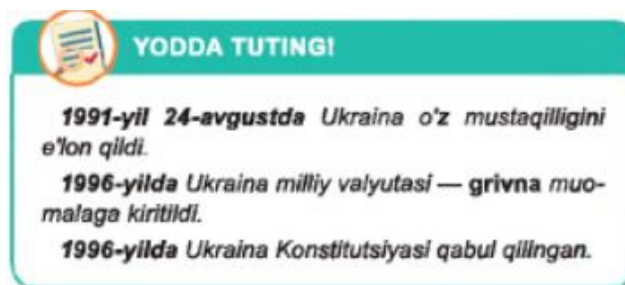 YODDA TUTING!
1991-yil 24-avgustda Ukraina o'z mustaqilligini
e'lon qildi.
1996-yilda Ukraina milliy valyutasi — grivna muo-
malaga kiritildi.
1996-yilda Ukraina Konstitutsiyasi qabul qilingan.